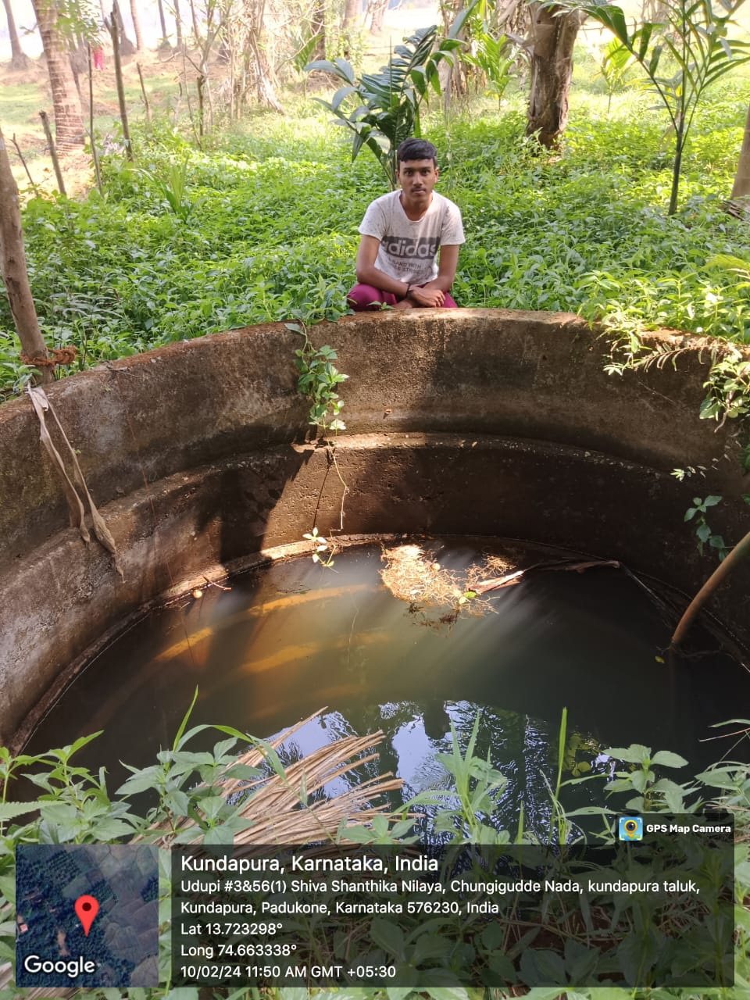 adidas
GPS Map Camera
Kundapura, Karnataka, India
Udupi #3&56(1) Shiva Shanthika Nilaya, Chungigudde Nada, kundapura taluk,
Kundapura, Padukone, Karnataka 576230, India
Lat 13.723298°
Long 74.663338°
10/02/24 11:50 AM GMT +05:30
Google